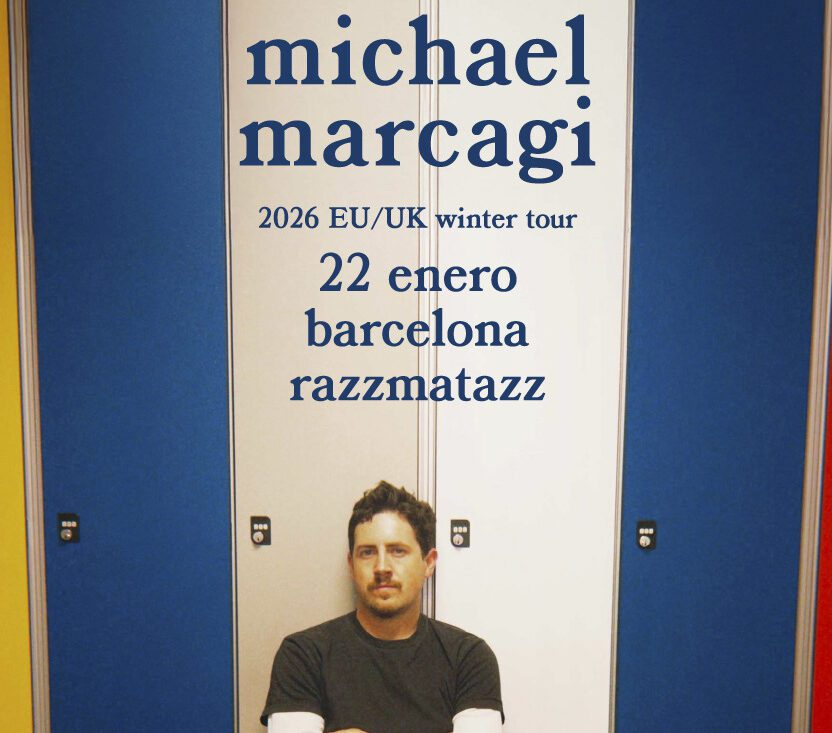 michael
marcagi
2026 EU/UK winter tour
22 enero
barcelona
razzmatazz